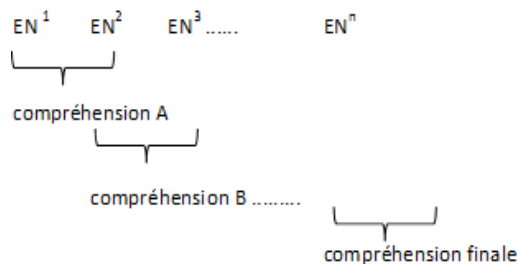 EN¹ EN² EN³ ...... ENⁿ
compréhension A
compréhension B .........
compréhension finale